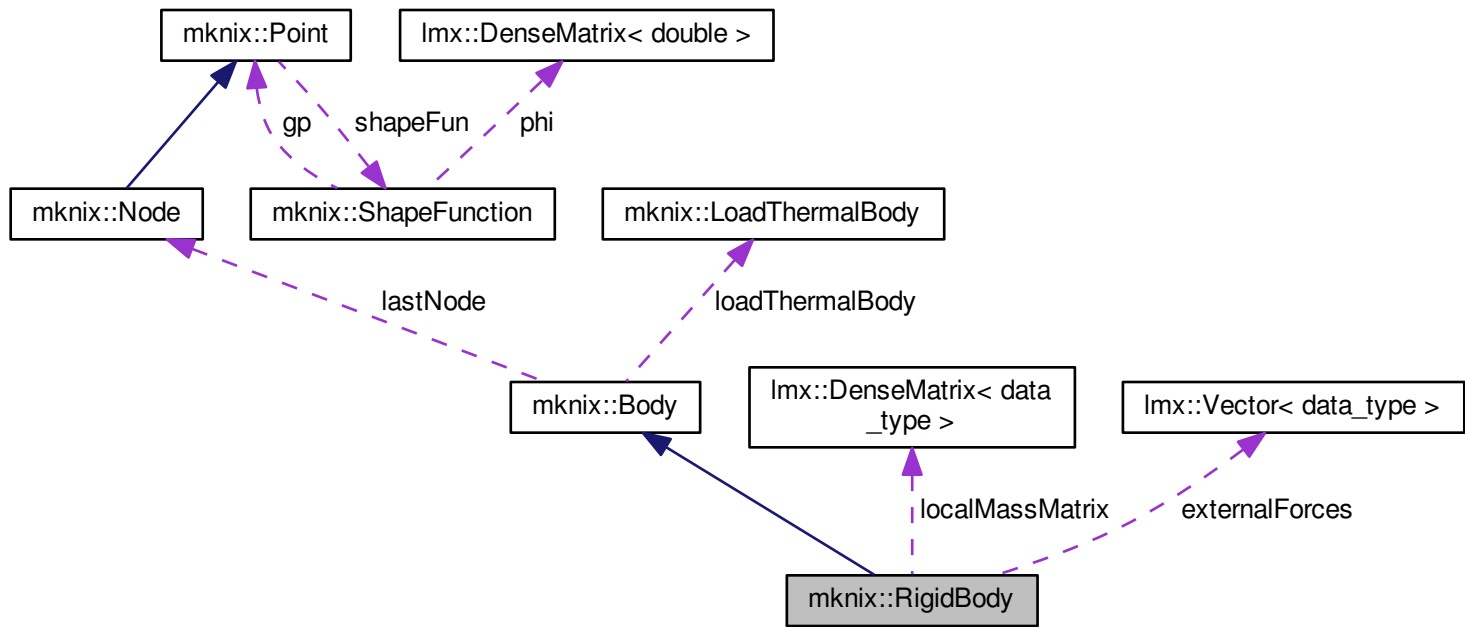 mknix::Point
lmx::DenseMatrix< double >
gp
shapeFun
phi
mknix::Node
mknix::ShapeFunction
mknix::LoadThermalBody
lastNode
loadThermalBody
mknix::Body
lmx::DenseMatrix< data
_type >
lmx::Vector< data_type >
localMassMatrix
externalForces
mknix::RigidBody